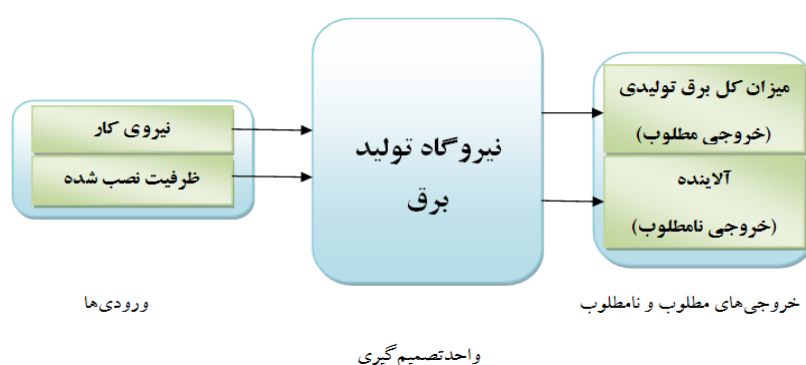 نیروی کار
ظرفیت نصب شده
ورودی‌ها
نیروگاه تولید
برق
واحدتصمیم‌گیری
میزان کل برق تولیدی
(خروجی مطلوب)
آلاینده
(خروجی نامطلوب)
خروجی‌های مطلوب و نامطلوب